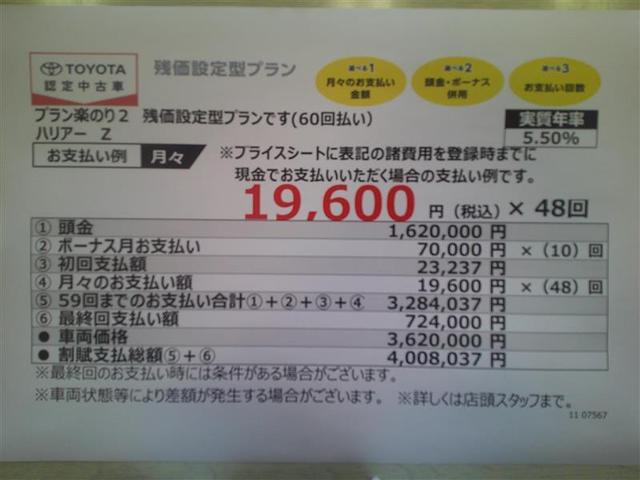 TOYOTA
認定中古車
残価設定型プラン
選べる1
月々のお支払い
金額
選べる2
頭金・ボーナス
併用
選べる3
お支払い回数
プラン楽のり2 残価設定型プランです(60回払い)
ハリアー Z
実質年率
5.50%
お支払い例 月々
※プライスシートに表記の諸費用を登録時までに
現金でお支払いいただく場合の支払い例です。
19,600 円(税込)× 48回
① 頭金 1,620,000 円
② ボーナス月お支払い 70,000 円 ×(10)回
③ 初回支払額 23,237 円
④ 月々のお支払い額 19,600 円 ×(48)回
⑤ 59回までのお支払い合計①+②+③+④ 3,284,037 円
⑥ 最終回支払い額 724,000 円
● 車両価格 3,620,000 円
● 割賦支払総額⑤+⑥ 4,008,037 円
※最終回のお支払い時には条件がある場合がございます。
※車両状態等により差額が発生する場合がございます。 ※詳しくは店頭スタッフまで。
11 07567